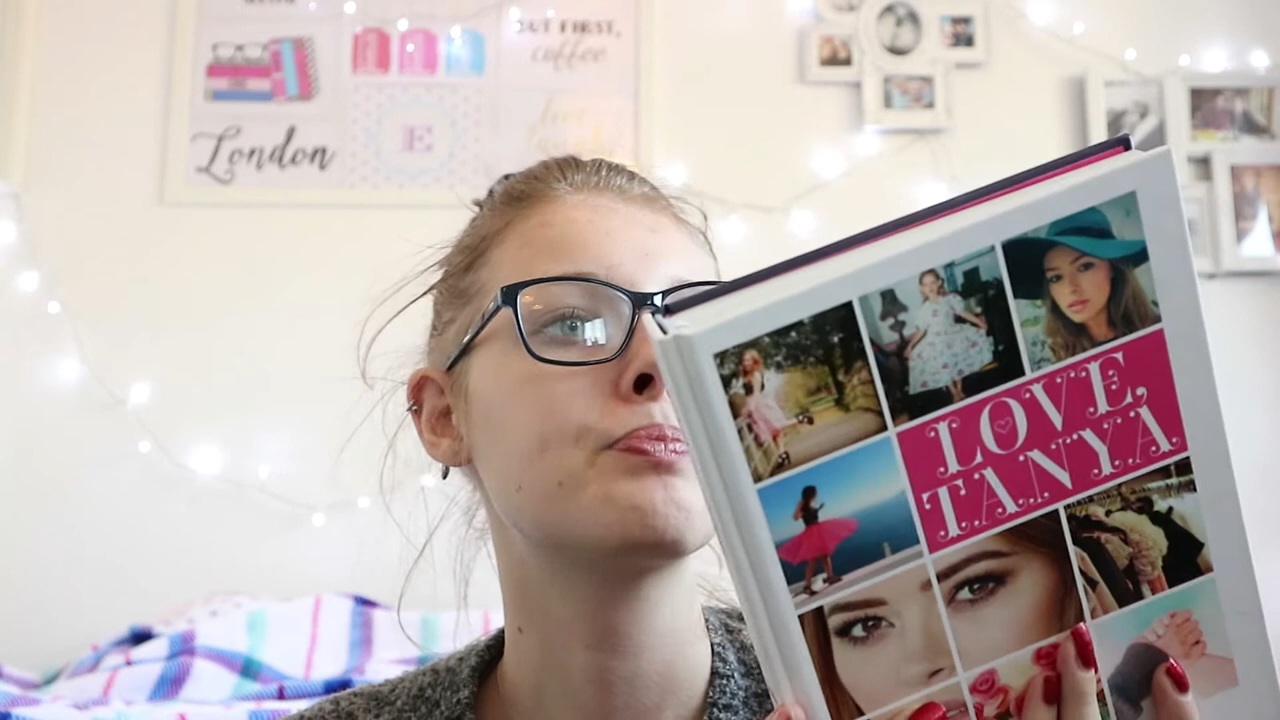 BUT FIRST,
coffee
London
E
LOVE,
TANYA